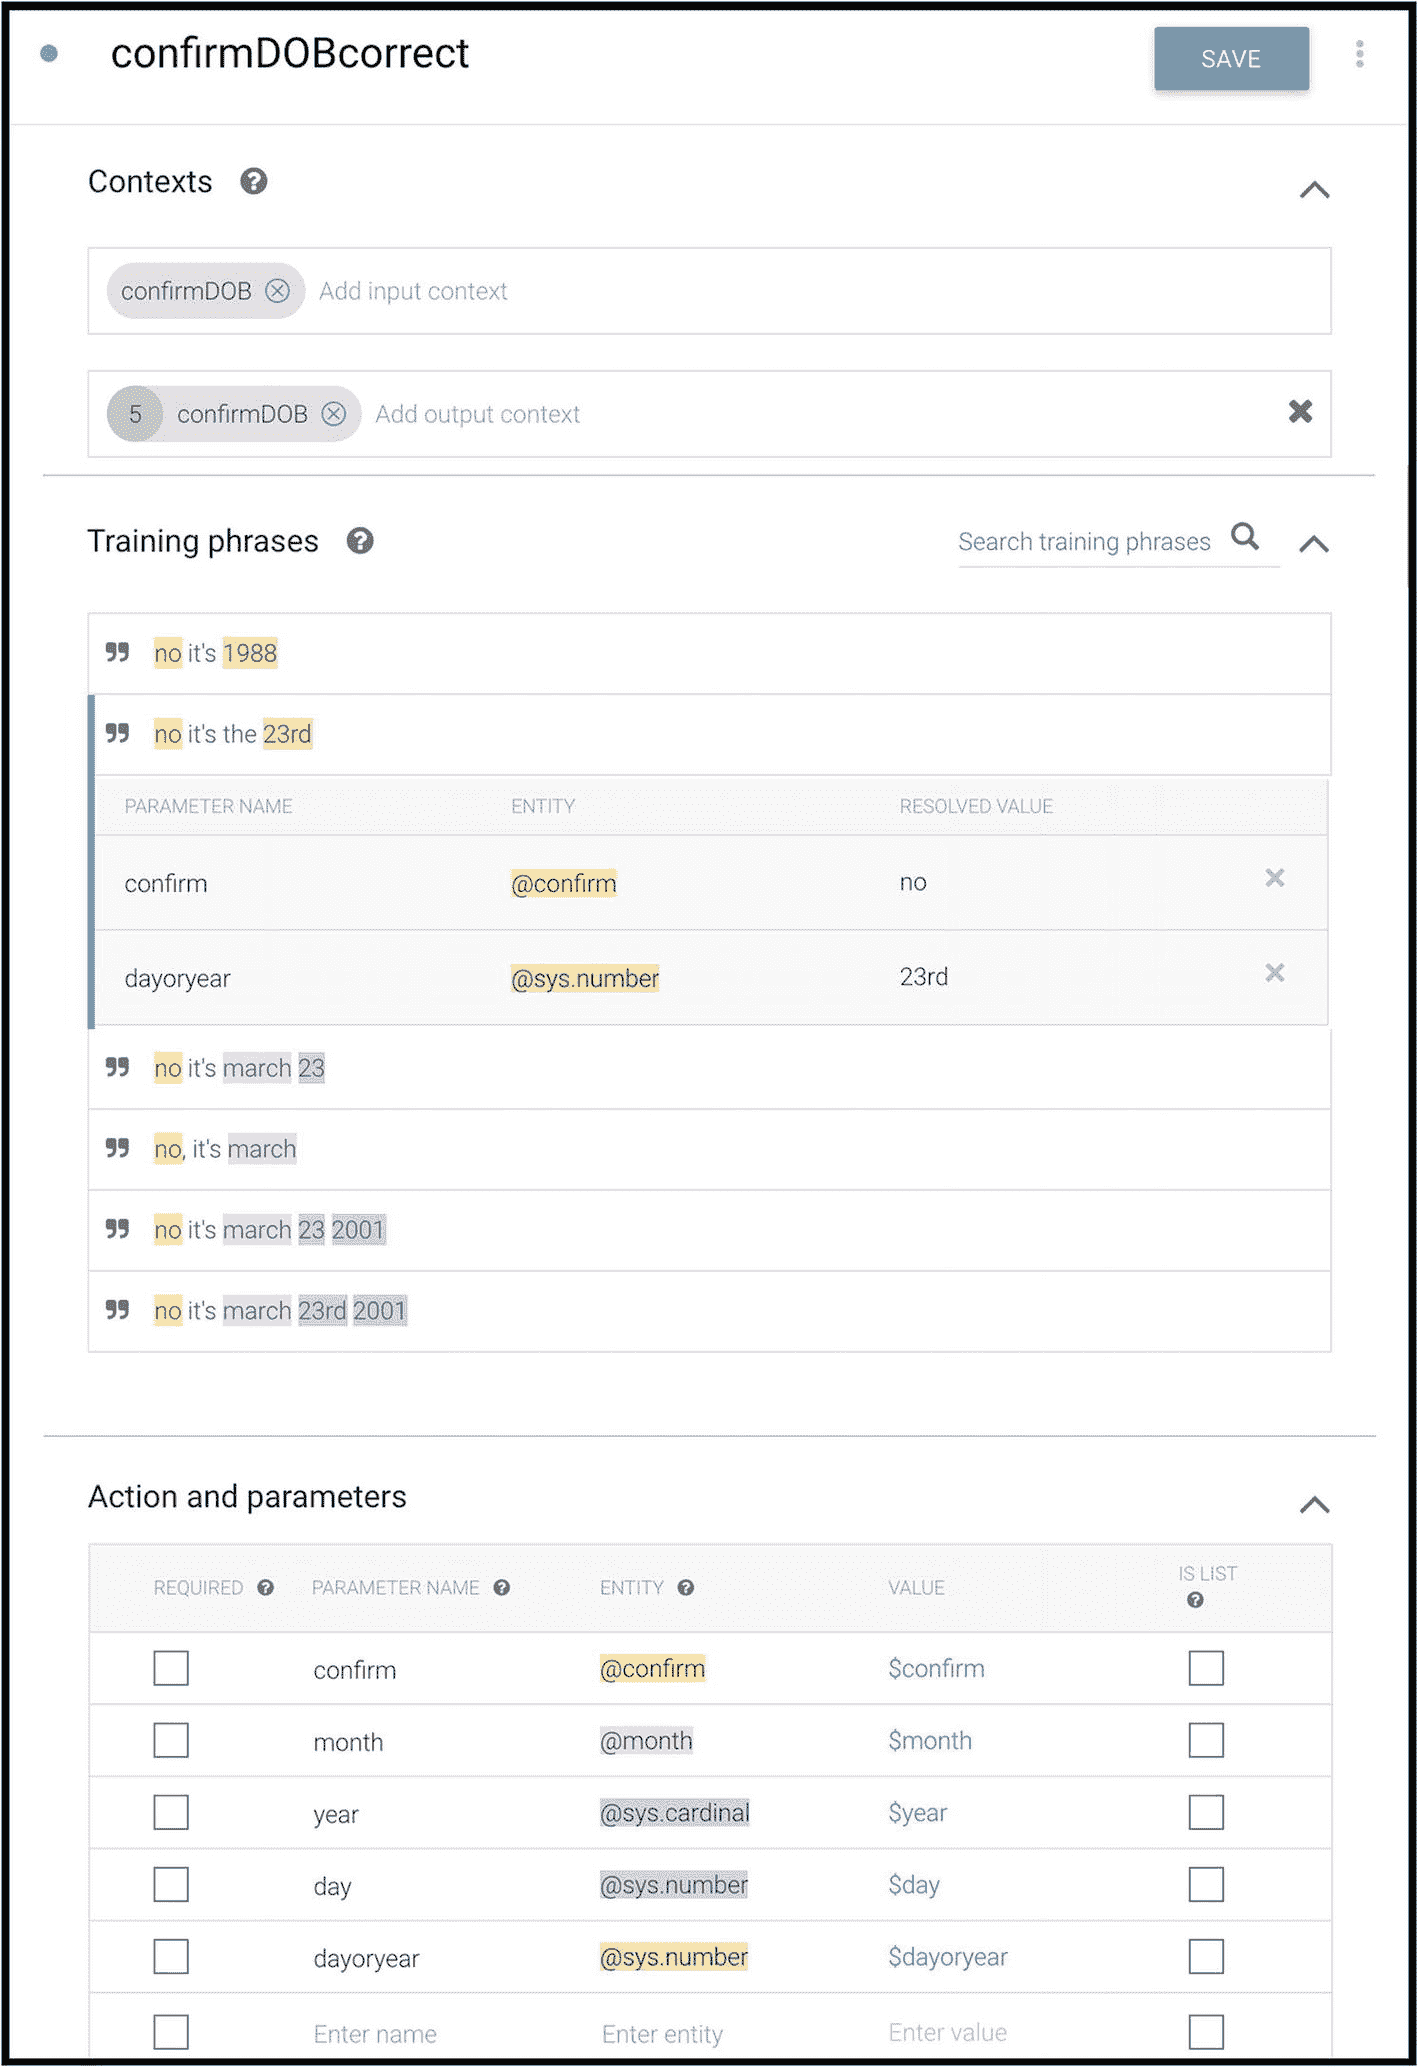 confirmDOBcorrect
SAVE
Contexts ?
confirmDOB Add input context
5 confirmDOB Add output context
Training phrases ?
Search training phrases
no it's 1988
no it's the 23rd
PARAMETER NAME ENTITY RESOLVED VALUE
confirm @confirm no
dayoryear @sys.number 23rd
no it's march 23
no, it's march
no it's march 23 2001
no it's march 23rd 2001
Action and parameters
REQUIRED ? PARAMETER NAME ? ENTITY ? VALUE IS LIST ?
confirm @confirm $confirm
month @month $month
year @sys.cardinal $year
day @sys.number $day
dayoryear @sys.number $dayoryear
Enter name Enter entity Enter value